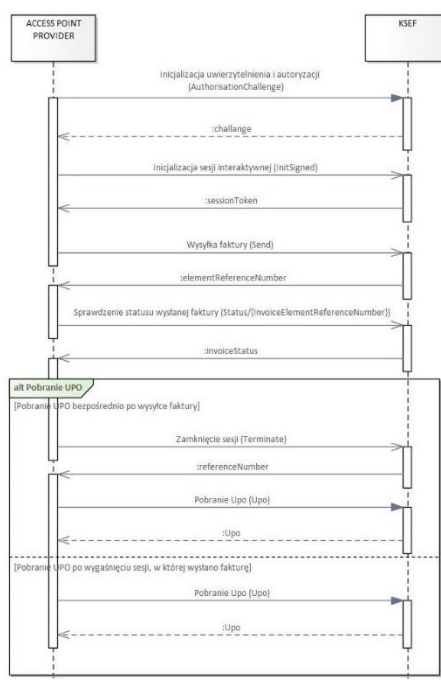 ACCESS POINT
PROVIDER
KSEF
Inicjalizacja uwierzytelnienia i autoryzacji
(AuthorisationChallenge)
:challange
Inicjalizacja sesji interaktywnej (InitSigned)
:sessionToken
Wysyłka faktury (Send)
:elementReferenceNumber
Sprawdzenie statusu wysłanej faktury (Status/{InvoiceElementReferenceNumber})
:invoiceStatus
alt Pobranie UPO
[Pobranie UPO bezpośrednio po wysyłce faktury]
Zamknięcie sesji (Terminate)
:referenceNumber
Pobranie Upo (Upo)
:Upo
[Pobranie UPO po wygaśnięciu sesji, w której wysłano fakturę]
Pobranie Upo (Upo)
:Upo